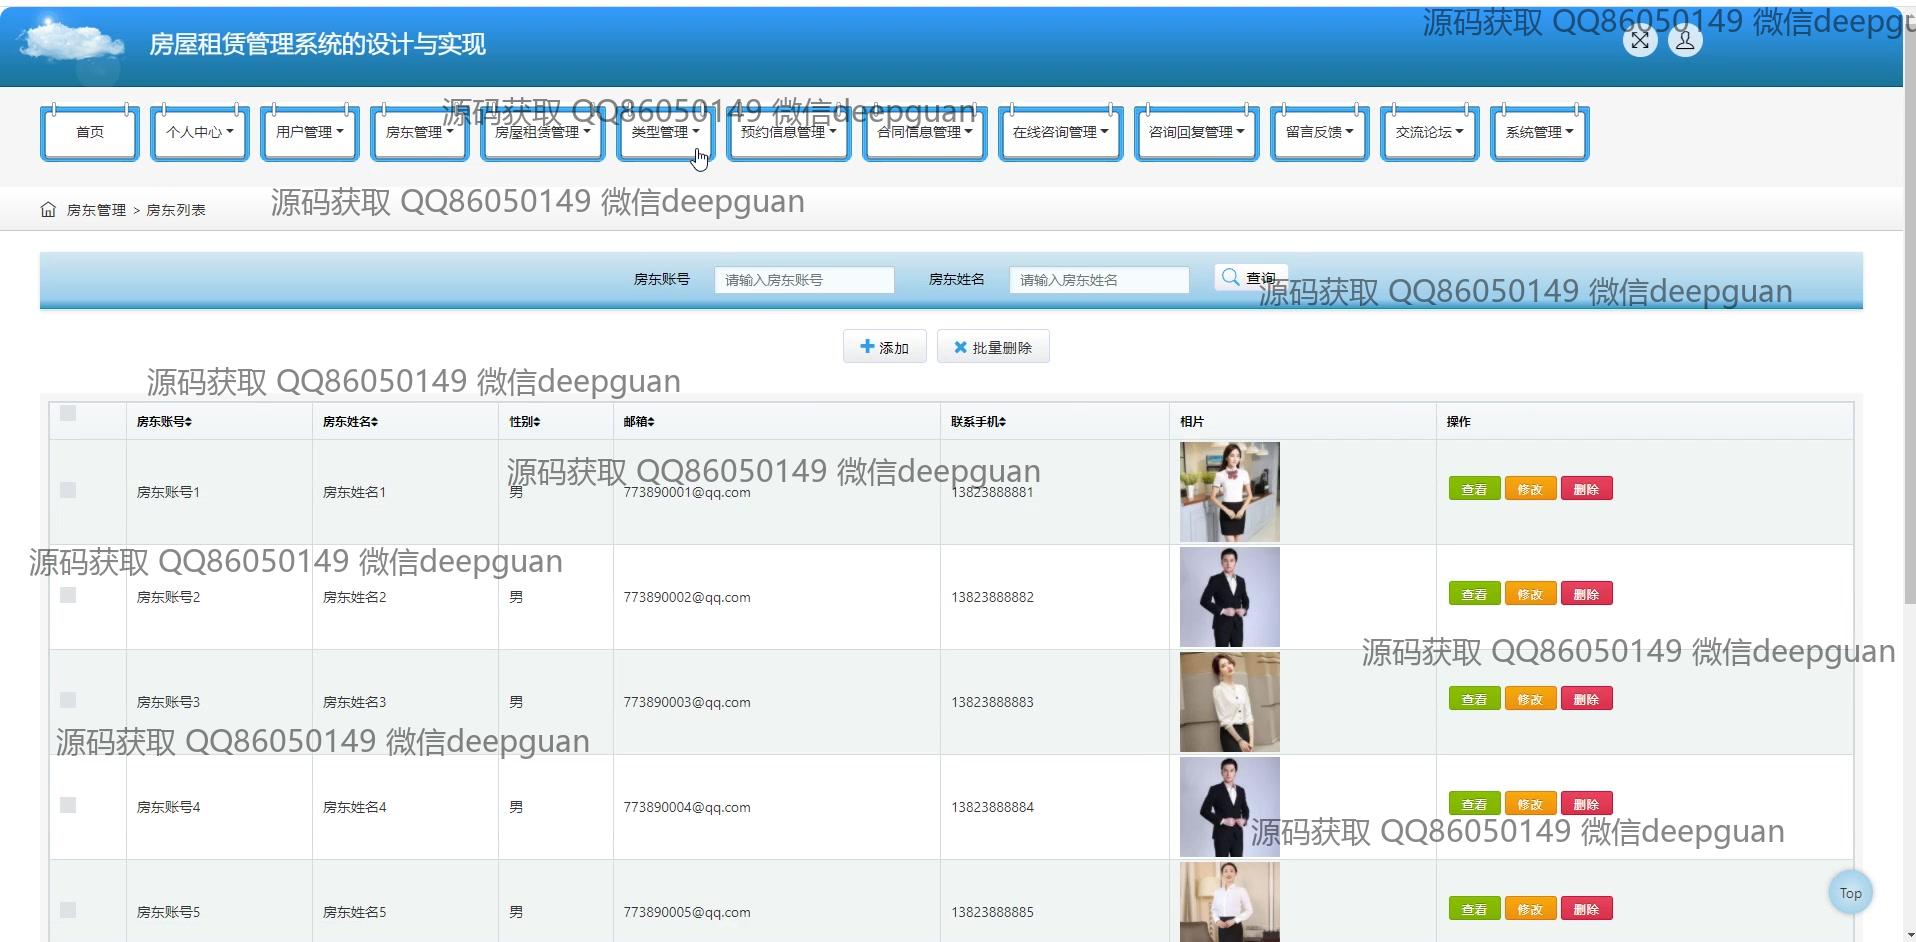 源码获取 QQ86050149 微信deepgu
房屋租赁管理系统的设计与实现
源码获取 QQ86050149 微信deepguan
首页 个人中心 用户管理 房东管理 房屋租赁管理 类型管理 预约信息管理 合同信息管理 在线咨询管理 咨询回复管理 留言反馈 交流论坛 系统管理
源码获取 QQ86050149 微信deepguan
房东管理 > 房东列表
房东账号 请输入房东账号 房东姓名 请输入房东姓名 查询
源码获取 QQ86050149 微信deepguan
添加 批量删除
源码获取 QQ86050149 微信deepguan
房东账号 房东姓名 性别 邮箱 联系手机 相片 操作
源码获取 QQ86050149 微信deepguan
房东账号1 房东姓名1 男 773890001@qq.com 13823888881 查看 修改 删除
源码获取 QQ86050149 微信deepguan
房东账号2 房东姓名2 男 773890002@qq.com 13823888882 查看 修改 删除
源码获取 QQ86050149 微信deepguan
房东账号3 房东姓名3 男 773890003@qq.com 13823888883 查看 修改 删除
源码获取 QQ86050149 微信deepguan
房东账号4 房东姓名4 男 773890004@qq.com 13823888884 查看 修改 删除
源码获取 QQ86050149 微信deepguan
Top
房东账号5 房东姓名5 男 773890005@qq.com 13823888885 查看 修改 删除